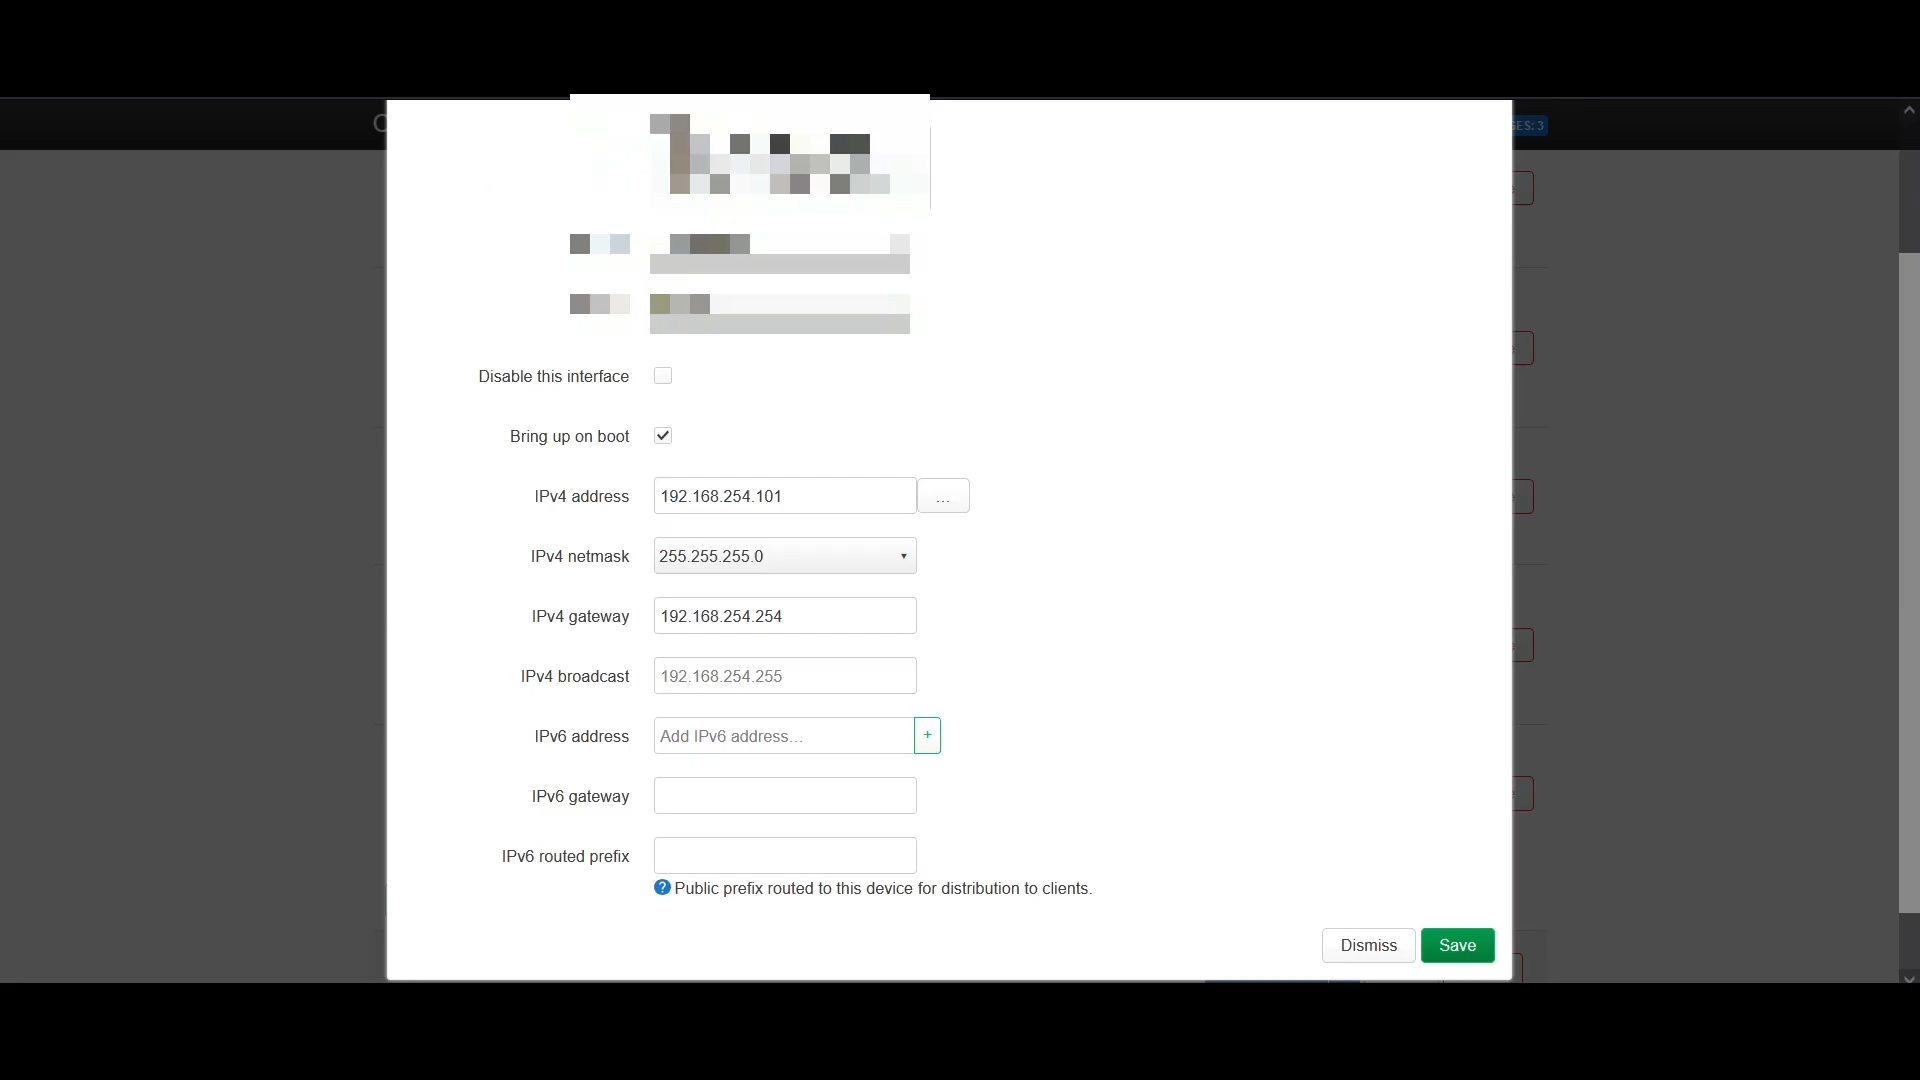 SES: 3
Disable this interface
Bring up on boot
IPv4 address 192.168.254.101 ...
IPv4 netmask 255.255.255.0
IPv4 gateway 192.168.254.254
IPv4 broadcast 192.168.254.255
IPv6 address Add IPv6 address... +
IPv6 gateway
IPv6 routed prefix
? Public prefix routed to this device for distribution to clients.
Dismiss Save